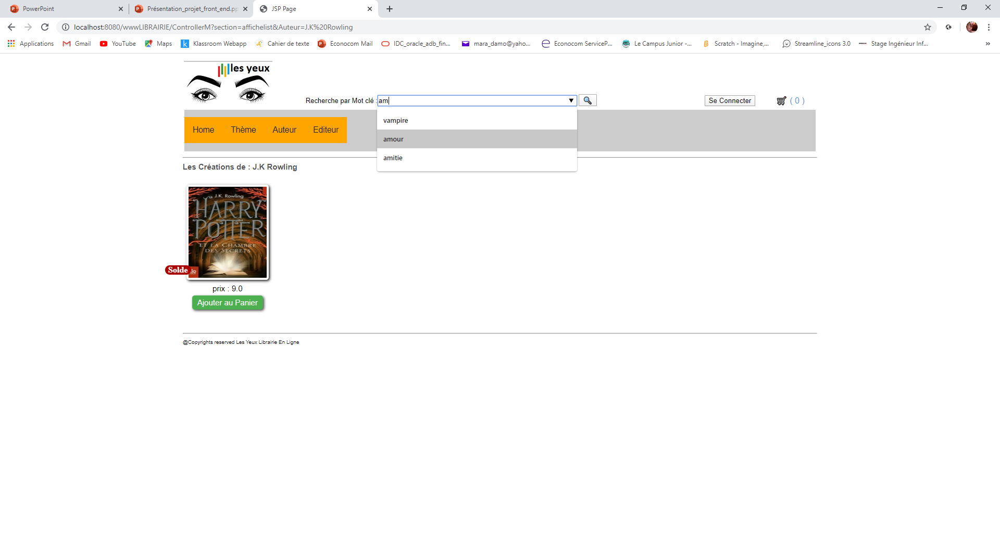 PowerPoint
Présentation_projet_front_end.pp
JSP Page
localhost:8080/wwwLIBRAIRIE/ControllerM?section=affichelist&Auteur=J.K%20Rowling
Applications Gmail YouTube Maps Klassroom Webapp Cahier de texte Econocom Mail IDC_oracle_adb_fin... mara_damo@yaho... Econocom ServiceP... Le Campus Junior -... Scratch - Imagine,... Streamline_icons 3.0 Stage Ingénieur Inf... »
les yeux
Recherche par Mot clé : am
Se Connecter ( 0 )
vampire
amour
amitie
Home Thème Auteur Editeur
Les Créations de : J.K Rowling
J.K. Rowling
HARRY
POTTER
ET LA CHAMBRE
DES SECRETS
Solde
prix : 9.0
Ajouter au Panier
@Copyrights reserved Les Yeux Librairie En Ligne